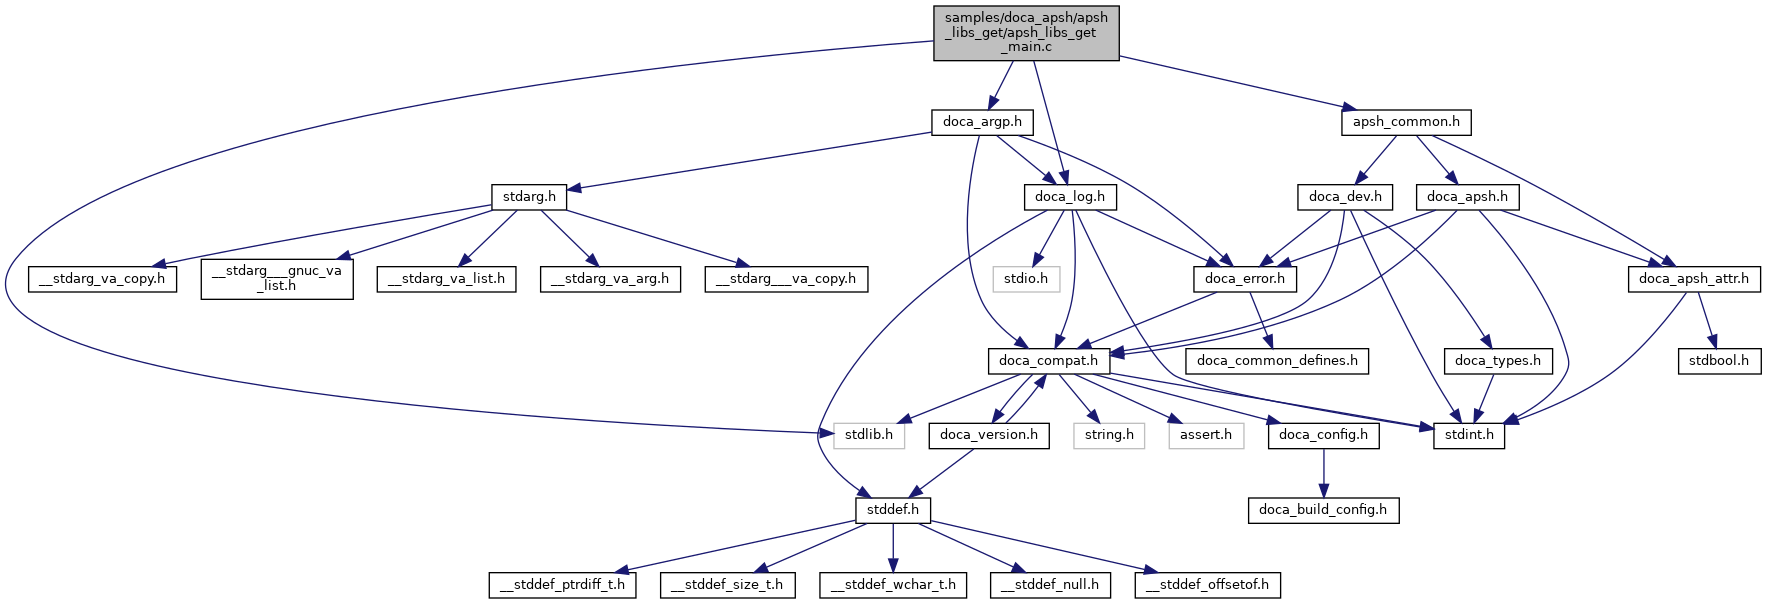 samples/doca_apsh/apsh
_libs_get/apsh_libs_get
_main.c
doca_argp.h
apsh_common.h
stdarg.h
doca_log.h
doca_dev.h
doca_apsh.h
__stdarg_va_copy.h
__stdarg___gnuc_va
_list.h
__stdarg_va_list.h
__stdarg_va_arg.h
__stdarg___va_copy.h
stdio.h
doca_error.h
doca_apsh_attr.h
doca_compat.h
doca_common_defines.h
doca_types.h
stdbool.h
stdlib.h
doca_version.h
string.h
assert.h
doca_config.h
stdint.h
stddef.h
doca_build_config.h
__stddef_ptrdiff_t.h
__stddef_size_t.h
__stddef_wchar_t.h
__stddef_null.h
__stddef_offsetof.h